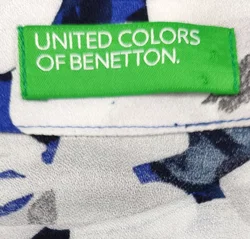 UNITED COLORS
OF BENETTON.